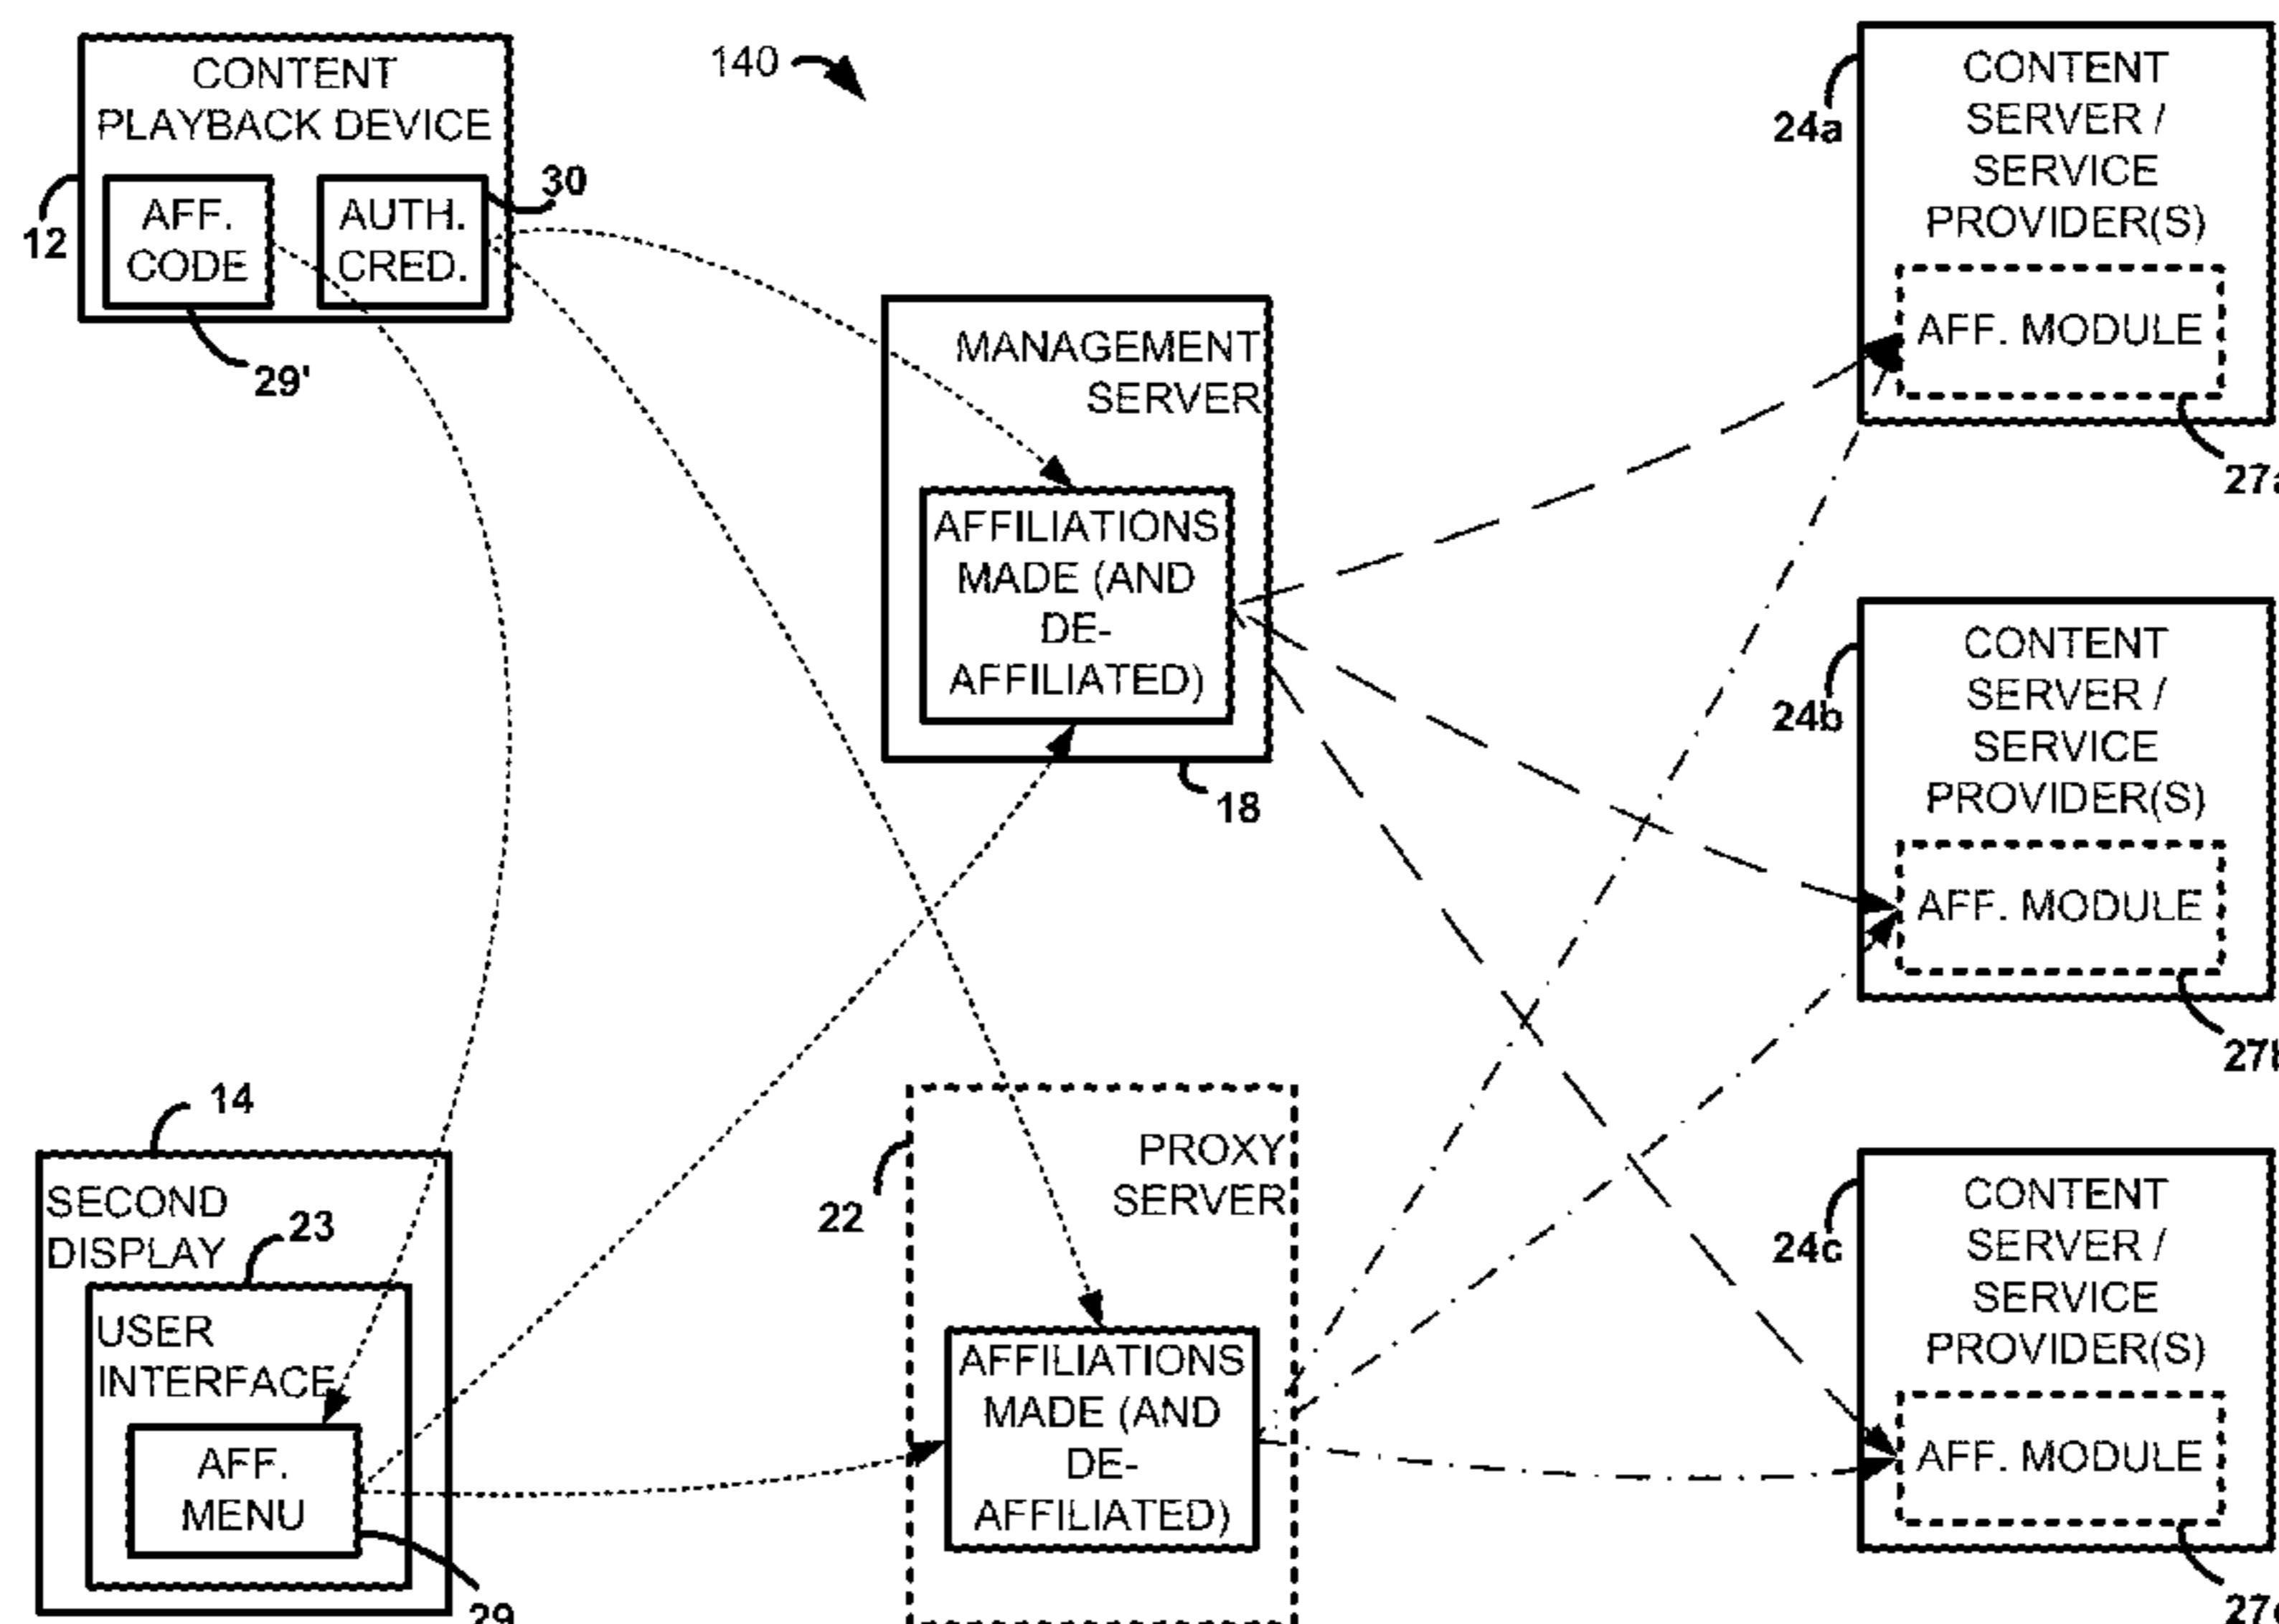 CONTENT
PLAYBACK DEVICE
AFF.
CODE
AUTH.
CRED.
30
12
29'
140
MANAGEMENT
SERVER
AFFILIATIONS
MADE (AND
DE-
AFFILIATED)
18
24a
CONTENT
SERVER /
SERVICE
PROVIDER(S)
AFF. MODULE
27a
24b
CONTENT
SERVER /
SERVICE
PROVIDER(S)
AFF. MODULE
24c
CONTENT
SERVER /
SERVICE
PROVIDER(S)
AFF. MODULE
14
SECOND
DISPLAY
23
USER
INTERFACE
AFF.
MENU
29
22
PROXY
SERVER
AFFILIATIONS
MADE (AND
DE-
AFFILIATED)